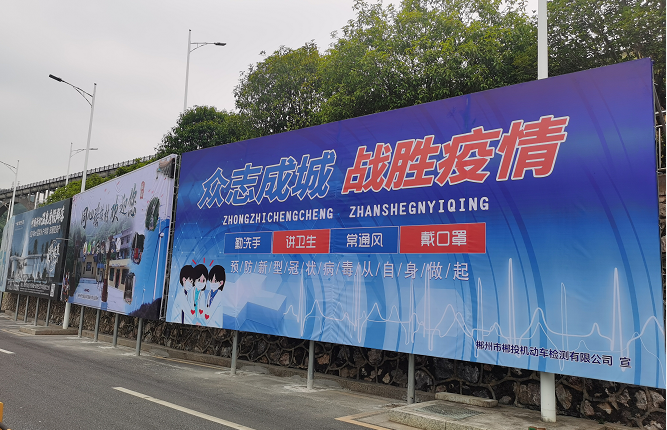 众志成城 战胜疫情
ZHONGZHICHENGCHENG ZHANSHEGNYIQING
勤洗手 讲卫生 常通风 戴口罩
预/防/新/型/冠/状/病/毒/从/自/身/做/起
郴州市郴投机动车检测有限公司 宣